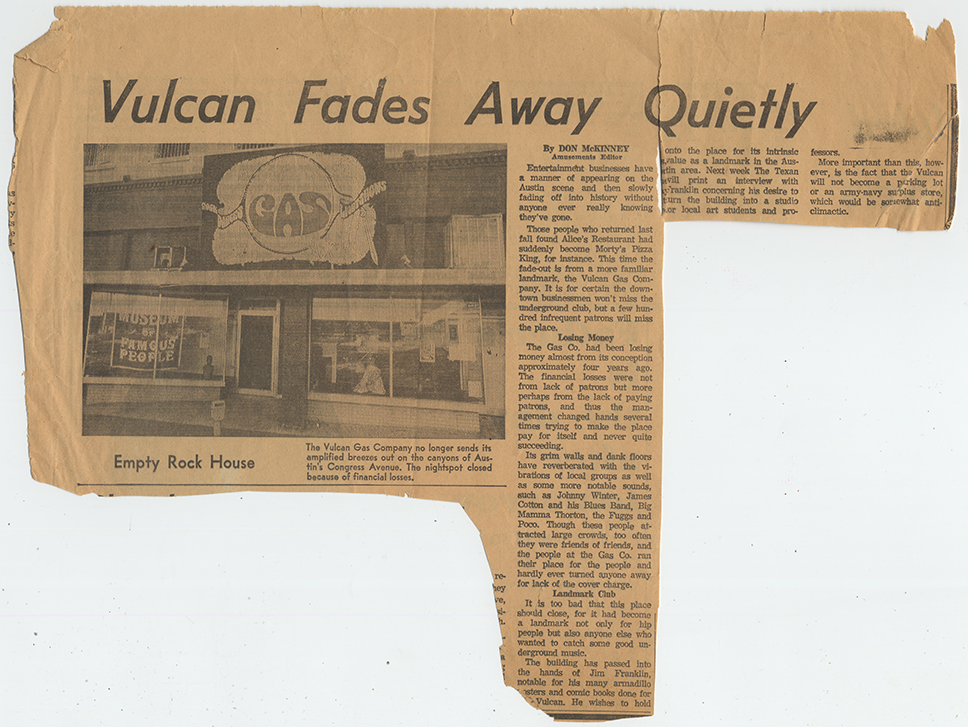 Vulcan Fades Away Quietly
GAS
MUSEUM
OF
FAMOUS
PEOPLE
Empty Rock House
The Vulcan Gas Company no longer sends its
amplified breezes out on the canyons of Aus-
tin's Congress Avenue. The nightspot closed
because of financial losses.
By DON McKINNEY
Amusements Editor
Entertainment businesses have
a manner of appearing on the
Austin scene and then slowly
fading off into history without
anyone ever really knowing
they've gone.
Those people who returned last
fall found Alice's Restaurant had
suddenly become Morty's Pizza
King, for instance. This time the
fade-out is from a more familiar
landmark, the Vulcan Gas Com-
pany. It is for certain the down-
town businessmen won't miss the
underground club, but a few hun-
dred infrequent patrons will miss
the place.
Losing Money
The Gas Co. had been losing
money almost from its conception
approximately four years ago.
The financial losses were not
from lack of patrons but more
perhaps from the lack of paying
patrons, and thus the man-
agement changed hands several
times trying to make the place
pay for itself and never quite
succeeding.
Its grim walls and dank floors
have reverberated with the vi-
brations of local groups as well
as some more notable sounds,
such as Johnny Winter, James
Cotton and his Blues Band, Big
Mamma Thorton, the Fuggs and
Poco. Though these people at-
tracted large crowds, too often
they were friends of friends, and
the people at the Gas Co. ran
their place for the people and
hardly ever turned anyone away
for lack of the cover charge.
Landmark Club
It is too bad that this place
should close, for it had become
a landmark not only for hip
people but also anyone else who
wanted to catch some good un-
derground music.
The building has passed into
the hands of Jim Franklin,
notable for his many armadillo
posters and comic books done for
Vulcan. He wishes to hold
onto the place for its intrinsic
value as a landmark in the Aus-
tin area. Next week The Texan
will print an interview with
Franklin concerning his desire to
turn the building into a studio
for local art students and pro-
fessors.
More important than this, how-
ever, is the fact that the Vulcan
will not become a parking lot
or an army-navy surplus store,
which would be somewhat anti-
climactic.